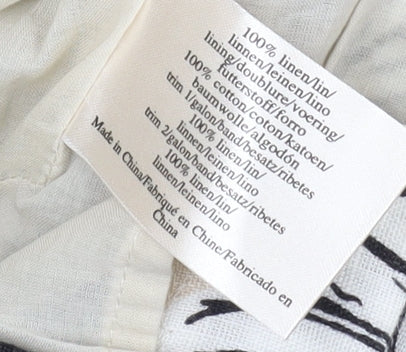 100% linen/lin/
linnen/leinen/lino
lining/doublure/voering/
futterstoff/forro
100% cotton/coton/katoen/
baumwolle/algodón
trim 1/galon/band/besatz/ribetes
100% linen/lin/
linnen/leinen/lino
trim 2/galon/band/besatz/ribetes
100% linen/lin/
linnen/leinen/lino
Made in China/Fabriqué en Chine/Fabricado en
China